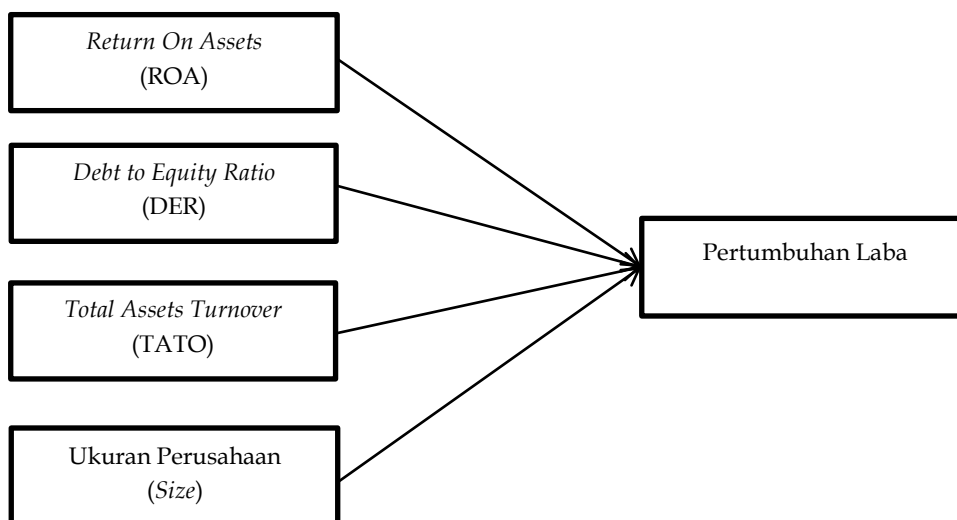 Return On Assets
(ROA)
Debt to Equity Ratio
(DER)
Total Assets Turnover
(TATO)
Ukuran Perusahaan
(Size)
Pertumbuhan Laba